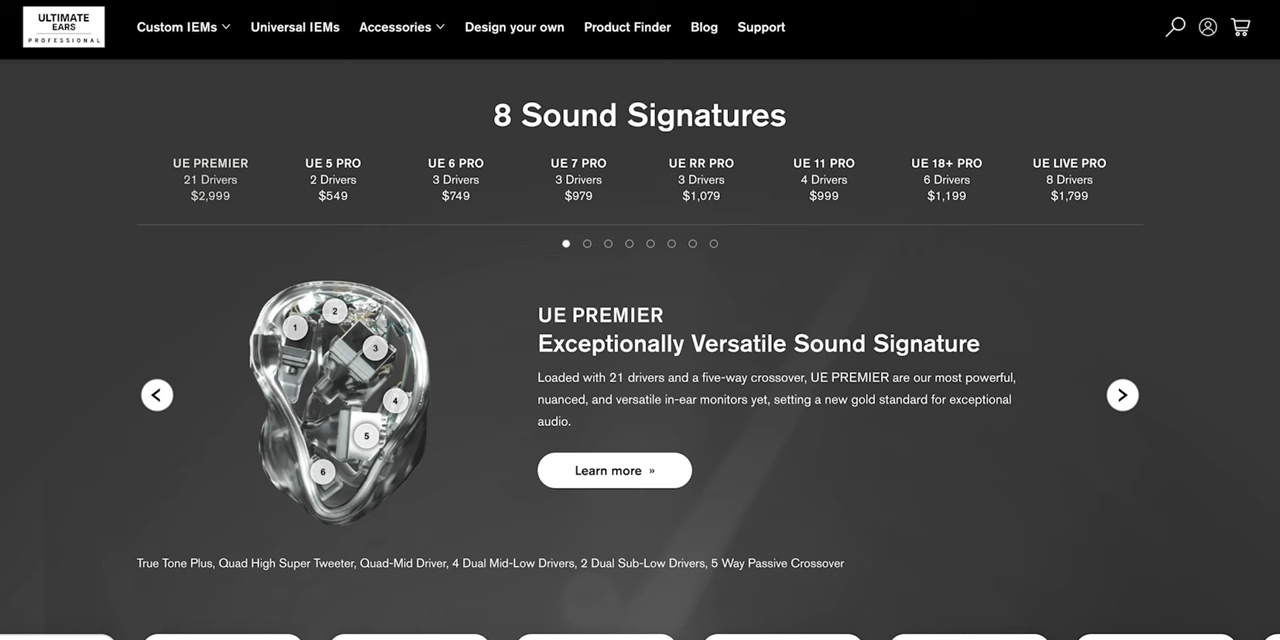 ULTIMATE
EARS
PROFESSIONAL
Custom IEMs
Universal IEMs
Accessories
Design your own
Product Finder
Blog
Support
8 Sound Signatures
UE PREMIER
21 Drivers
$2,999
UE 5 PRO
2 Drivers
$549
UE 6 PRO
3 Drivers
$749
UE 7 PRO
3 Drivers
$979
UE RR PRO
3 Drivers
$1,079
UE 11 PRO
4 Drivers
$999
UE 18+ PRO
6 Drivers
$1,199
UE LIVE PRO
8 Drivers
$1,799
1
2
3
4
5
6
UE PREMIER
Exceptionally Versatile Sound Signature
Loaded with 21 drivers and a five-way crossover, UE PREMIER are our most powerful,
nuanced, and versatile in-ear monitors yet, setting a new gold standard for exceptional
audio.
Learn more »
True Tone Plus, Quad High Super Tweeter, Quad-Mid Driver, 4 Dual Mid-Low Drivers, 2 Dual Sub-Low Drivers, 5 Way Passive Crossover